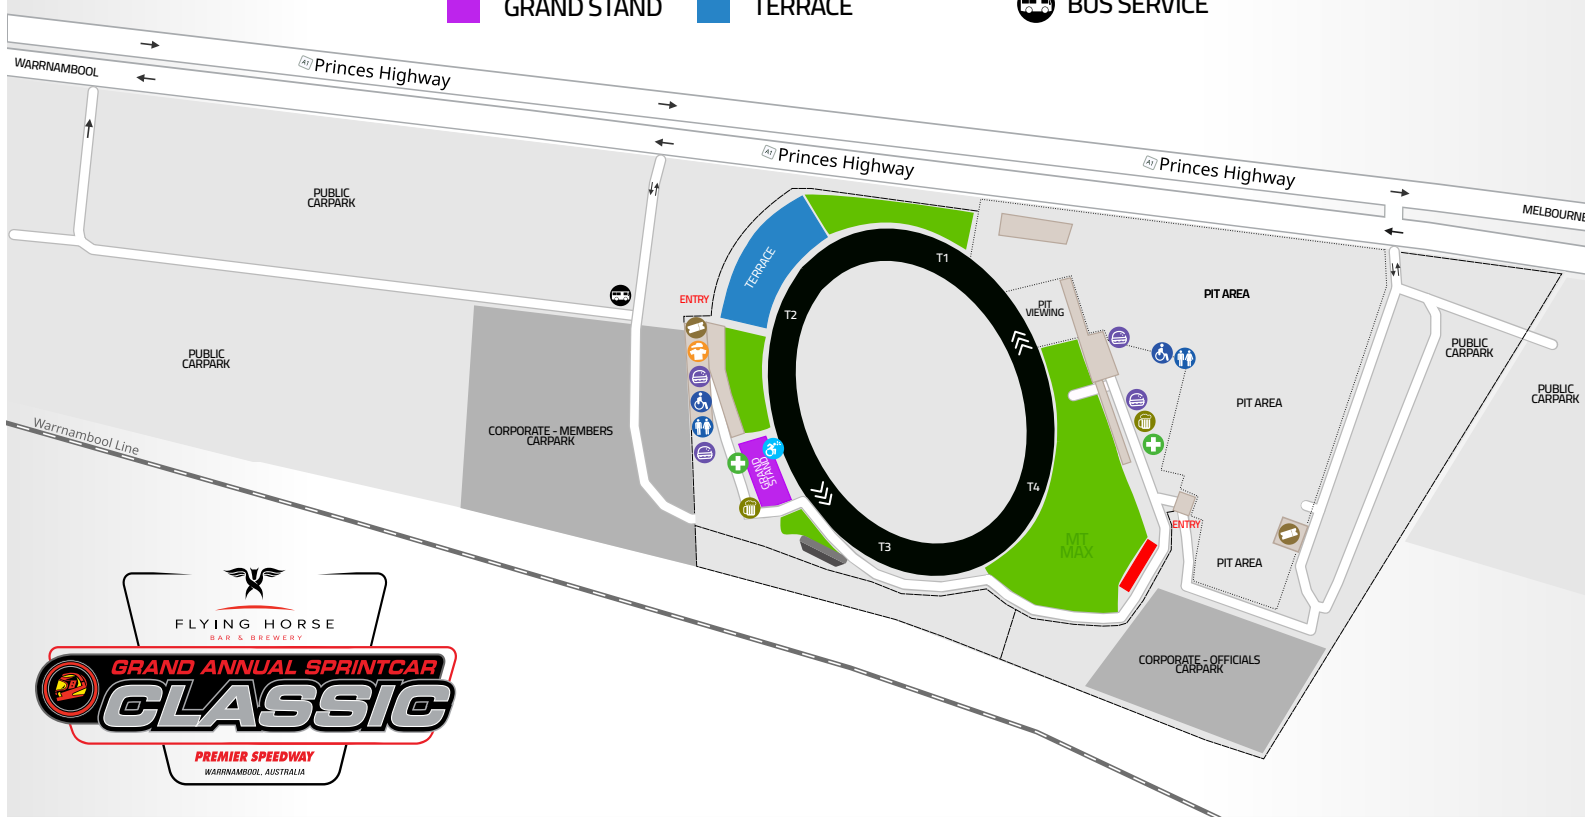 GRAND STAND
TERRACE
BUS SERVICE
WARRNAMBOOL
A1 Princes Highway
A1 Princes Highway
A1 Princes Highway
MELBOURNE
PUBLIC
CARPARK
PUBLIC
CARPARK
TERRACE
ENTRY
T1
T2
T3
T4
PIT
VIEWING
PIT AREA
PIT AREA
PIT AREA
PUBLIC
CARPARK
PUBLIC
CARPARK
CORPORATE - MEMBERS
CARPARK
GRAND
STAND
MT
MAX
ENTRY
CORPORATE - OFFICIALS
CARPARK
Warrnambool Line
FLYING HORSE
BAR & BREWERY
GRAND ANNUAL SPRINTCAR
CLASSIC
PREMIER SPEEDWAY
WARRNAMBOOL, AUSTRALIA